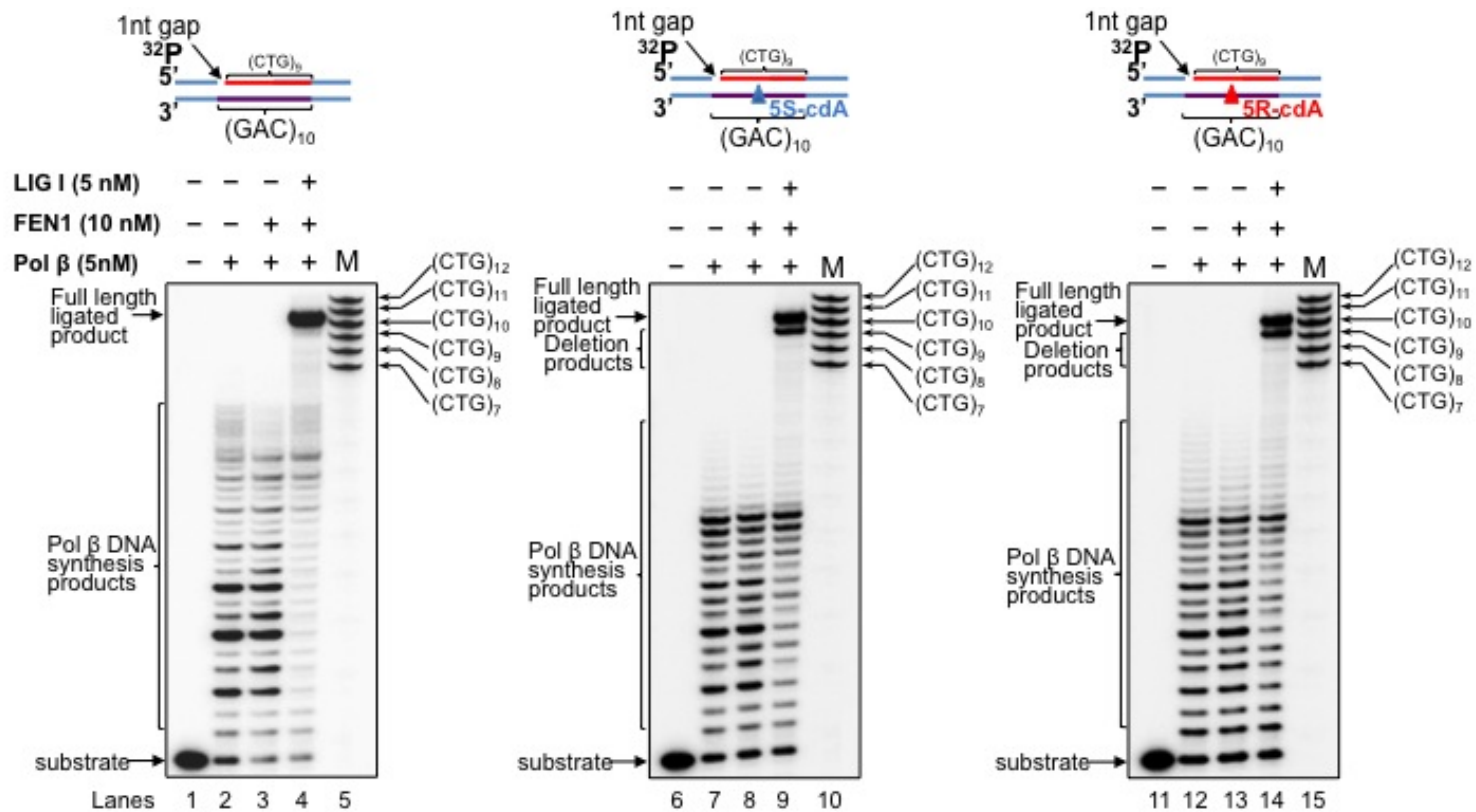 1nt gap
32P
5'
3'
(CTG)9
(GAC)10
LIG I (5 nM) – – – +
FEN1 (10 nM) – – + +
Pol β (5nM) – + + + M
Full length
ligated
product
(CTG)12
(CTG)11
(CTG)10
(CTG)9
(CTG)8
(CTG)7
Pol β DNA
synthesis
products
substrate
Lanes 1 2 3 4 5
1nt gap
32P
5'
3'
(CTG)9
5S-cdA
(GAC)10
– – – +
– – + +
– + + + M
Full length
ligated
product
Deletion
products
(CTG)12
(CTG)11
(CTG)10
(CTG)9
(CTG)8
(CTG)7
Pol β DNA
synthesis
products
substrate
6 7 8 9 10
1nt gap
32P
5'
3'
(CTG)9
5R-cdA
(GAC)10
– – – +
– – + +
– + + + M
Full length
ligated
product
Deletion
products
(CTG)12
(CTG)11
(CTG)10
(CTG)9
(CTG)8
(CTG)7
Pol β DNA
synthesis
products
substrate
11 12 13 14 15